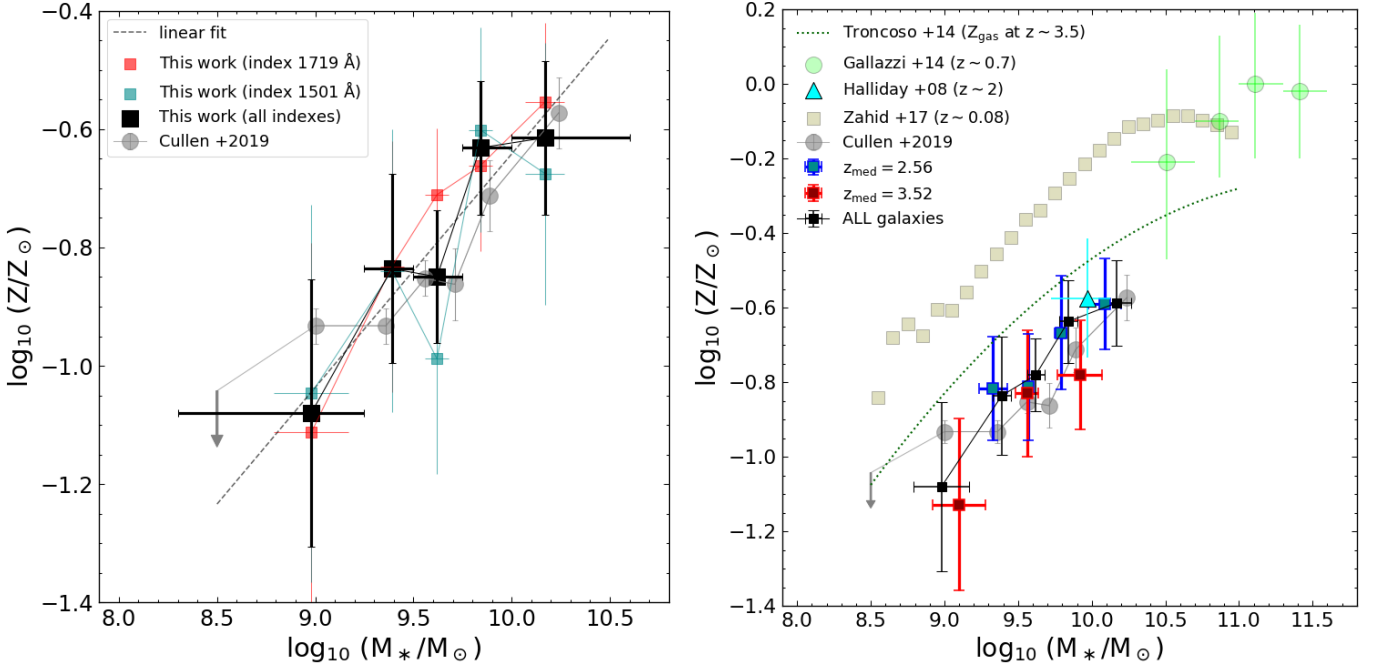 −0.4
−0.6
−0.8
−1.0
−1.2
−1.4
log₁₀ (Z/Z⊙)
8.0 8.5 9.0 9.5 10.0 10.5
log₁₀ (M∗/M⊙)
linear fit
This work (index 1719 Å)
This work (index 1501 Å)
This work (all indexes)
Cullen +2019
0.2
0.0
−0.2
−0.4
−0.6
−0.8
−1.0
−1.2
−1.4
log₁₀ (Z/Z⊙)
8.0 8.5 9.0 9.5 10.0 10.5 11.0 11.5
log₁₀ (M∗/M⊙)
Troncoso +14 (Zgas at z ∼ 3.5)
Gallazzi +14 (z ∼ 0.7)
Halliday +08 (z ∼ 2)
Zahid +17 (z ∼ 0.08)
Cullen +2019
zmed = 2.56
zmed = 3.52
ALL galaxies